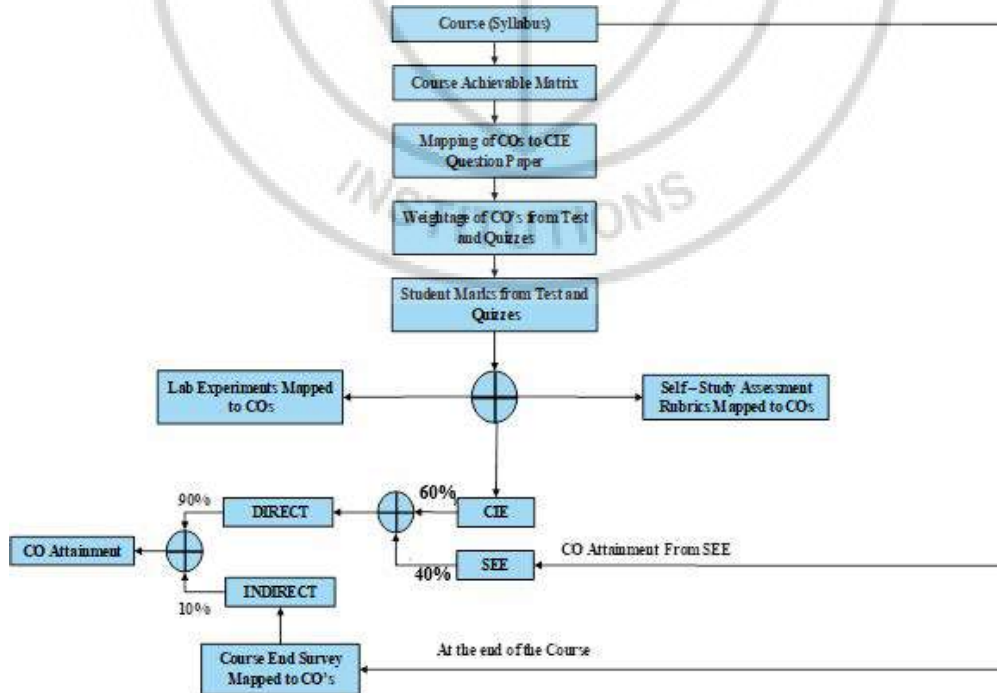 Course (Syllabus)
Course Achievable Matrix
Mapping of COs to CIE
Question Paper
INSTITUTIONS
Weightage of CO's from Test
and Quizzes
Student Marks from Test and
Quizzes
Lab Experiments Mapped
to COs
Self–Study Assessment
Rubrics Mapped to COs
90%
DIRECT
60%
CIE
CO Attainment
40%
SEE
CO Attainment From SEE
10%
INDIRECT
Course End Survey
Mapped to CO's
At the end of the Course